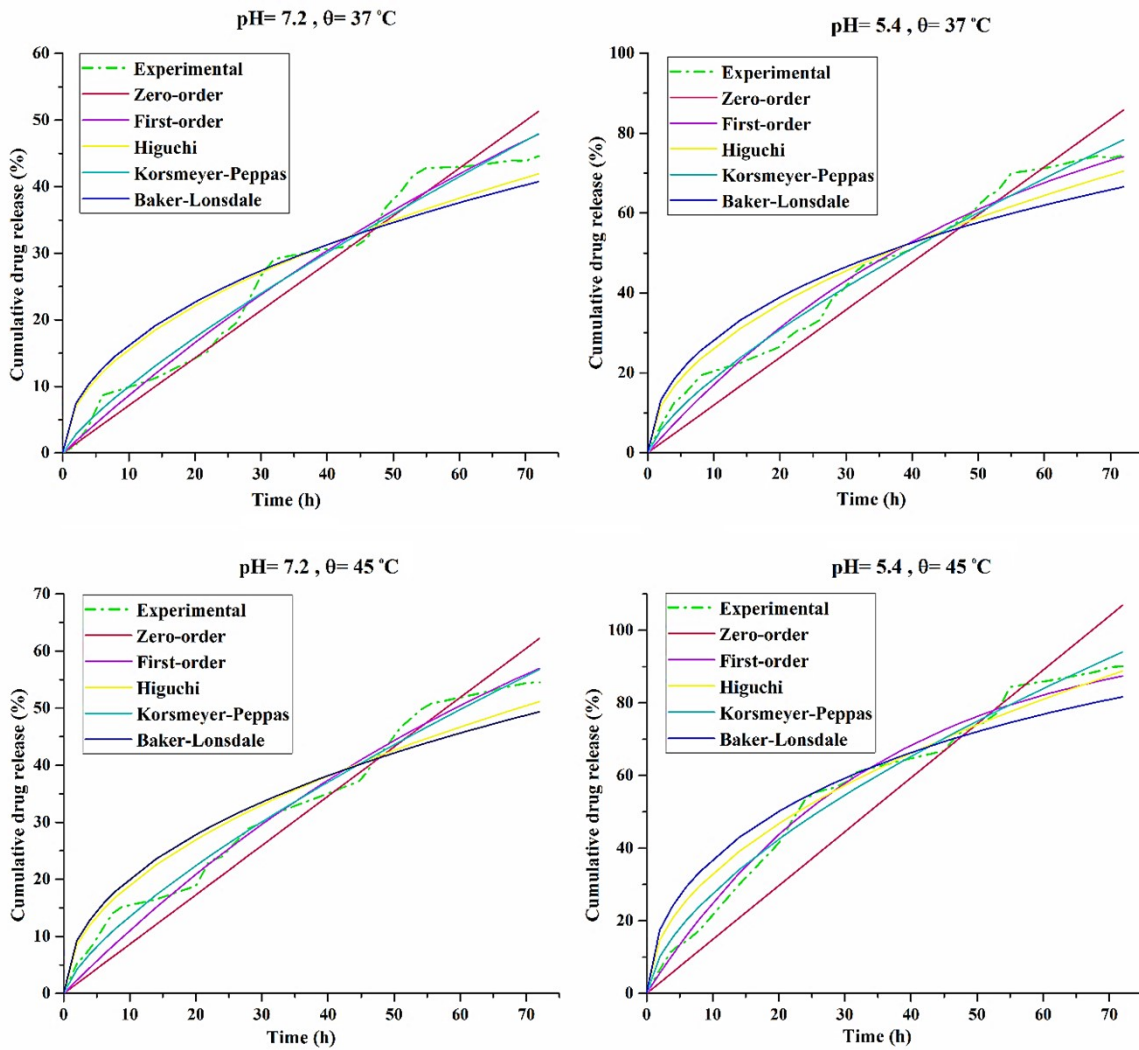 pH= 7.2 , θ= 37 °C
60
50
40
30
20
10
0
Cumulative drug release (%)
Experimental
Zero-order
First-order
Higuchi
Korsmeyer-Peppas
Baker-Lonsdale
0 10 20 30 40 50 60 70
Time (h)
pH= 5.4 , θ= 37 °C
100
80
60
40
20
0
Cumulative drug release (%)
Experimental
Zero-order
First-order
Higuchi
Korsmeyer-Peppas
Baker-Lonsdale
0 10 20 30 40 50 60 70
Time (h)
pH= 7.2 , θ= 45 °C
70
60
50
40
30
20
10
0
Cumulative drug release (%)
Experimental
Zero-order
First-order
Higuchi
Korsmeyer-Peppas
Baker-Lonsdale
0 10 20 30 40 50 60 70
Time (h)
pH= 5.4 , θ= 45 °C
100
80
60
40
20
0
Cumulative drug release (%)
Experimental
Zero-order
First-order
Higuchi
Korsmeyer-Peppas
Baker-Lonsdale
0 10 20 30 40 50 60 70
Time (h)